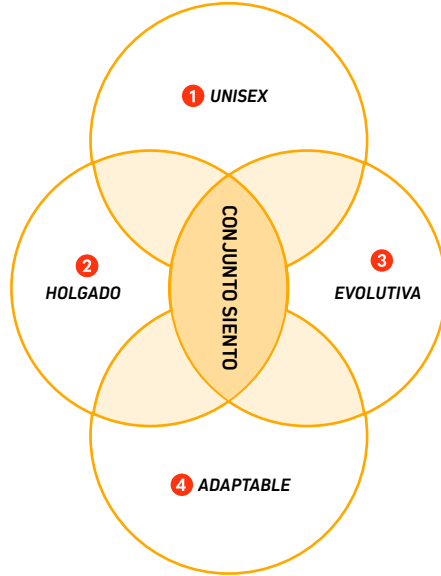 1 UNISEX
CONJUNTO SIENTO
2
HOLGADO
3
EVOLUTIVA
4 ADAPTABLE